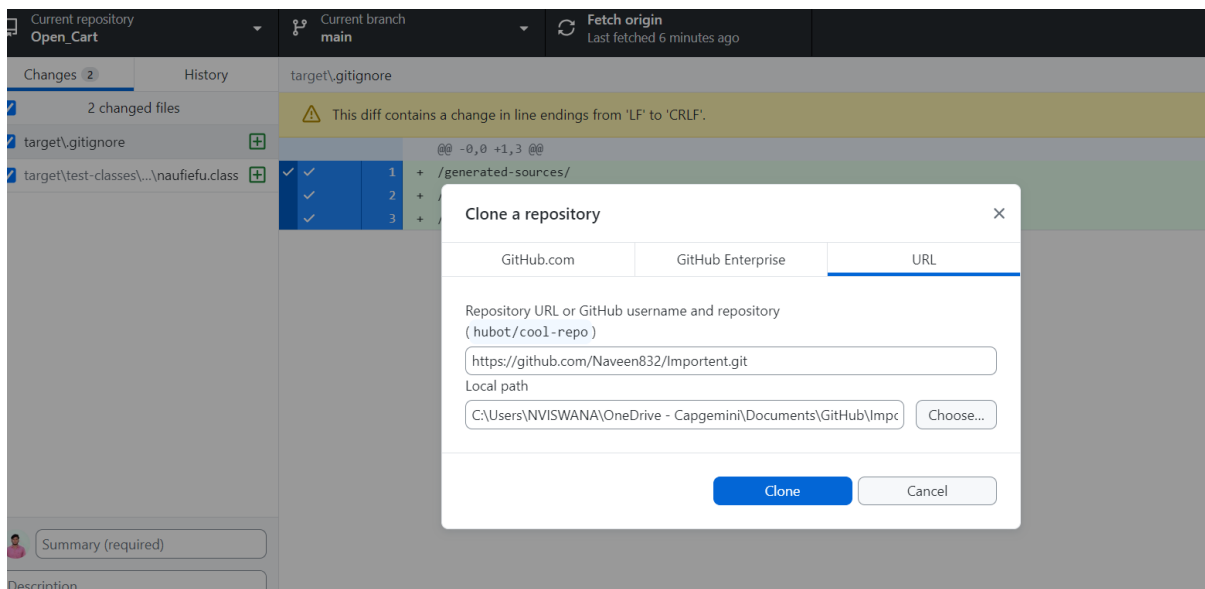 Current repository
Open_Cart
Current branch
main
Fetch origin
Last fetched 6 minutes ago
Changes 2
History
2 changed files
target\.gitignore
target\test-classes\...\naufiefu.class
target\.gitignore
This diff contains a change in line endings from 'LF' to 'CRLF'.
@@ -0,0 +1,3 @@
1 + /generated-sources/
2 + /
3 + /
Clone a repository
GitHub.com
GitHub Enterprise
URL
Repository URL or GitHub username and repository
(hubot/cool-repo)
https://github.com/Naveen832/Importent.git
Local path
C:\Users\NVISWANA\OneDrive - Capgemini\Documents\GitHub\Impo
Choose...
Clone
Cancel
Summary (required)
Description